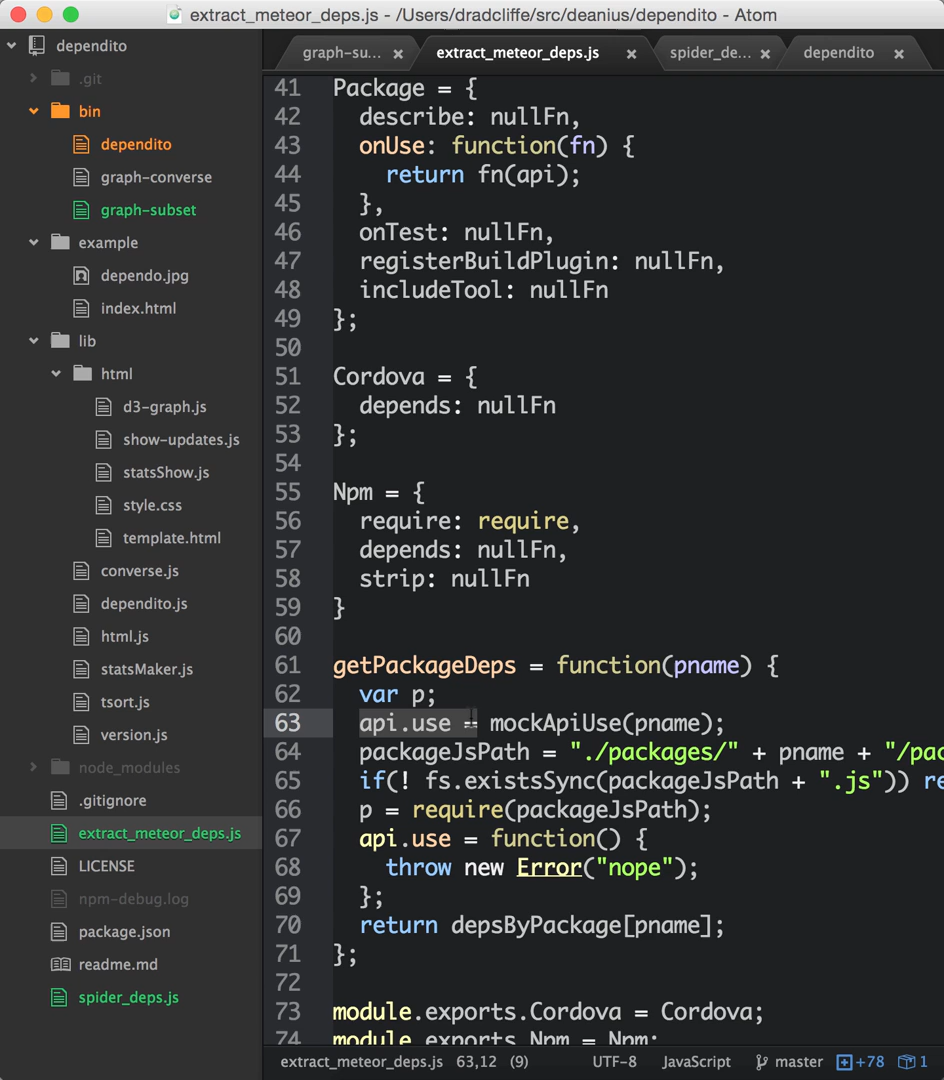 extract_meteor_deps.js - /Users/dradcliffe/src/deanius/dependito - Atom
dependito
.git
bin
dependito
graph-converse
graph-subset
example
dependo.jpg
index.html
lib
html
d3-graph.js
show-updates.js
statsShow.js
style.css
template.html
converse.js
dependito.js
html.js
statsMaker.js
tsort.js
version.js
node_modules
.gitignore
extract_meteor_deps.js
LICENSE
npm-debug.log
package.json
readme.md
spider_deps.js
graph-su... extract_meteor_deps.js spider_de... dependito
41 Package = {
42 describe: nullFn,
43 onUse: function(fn) {
44 return fn(api);
45 },
46 onTest: nullFn,
47 registerBuildPlugin: nullFn,
48 includeTool: nullFn
49 };
50
51 Cordova = {
52 depends: nullFn
53 };
54
55 Npm = {
56 require: require,
57 depends: nullFn,
58 strip: nullFn
59 }
60
61 getPackageDeps = function(pname) {
62 var p;
63 api.use = mockApiUse(pname);
64 packageJsPath = "./packages/" + pname + "/pac
65 if(! fs.existsSync(packageJsPath + ".js")) re
66 p = require(packageJsPath);
67 api.use = function() {
68 throw new Error("nope");
69 };
70 return depsByPackage[pname];
71 };
72
73 module.exports.Cordova = Cordova;
74 module.exports.Npm = Npm;
extract_meteor_deps.js 63,12 (9) UTF-8 JavaScript master +78 1